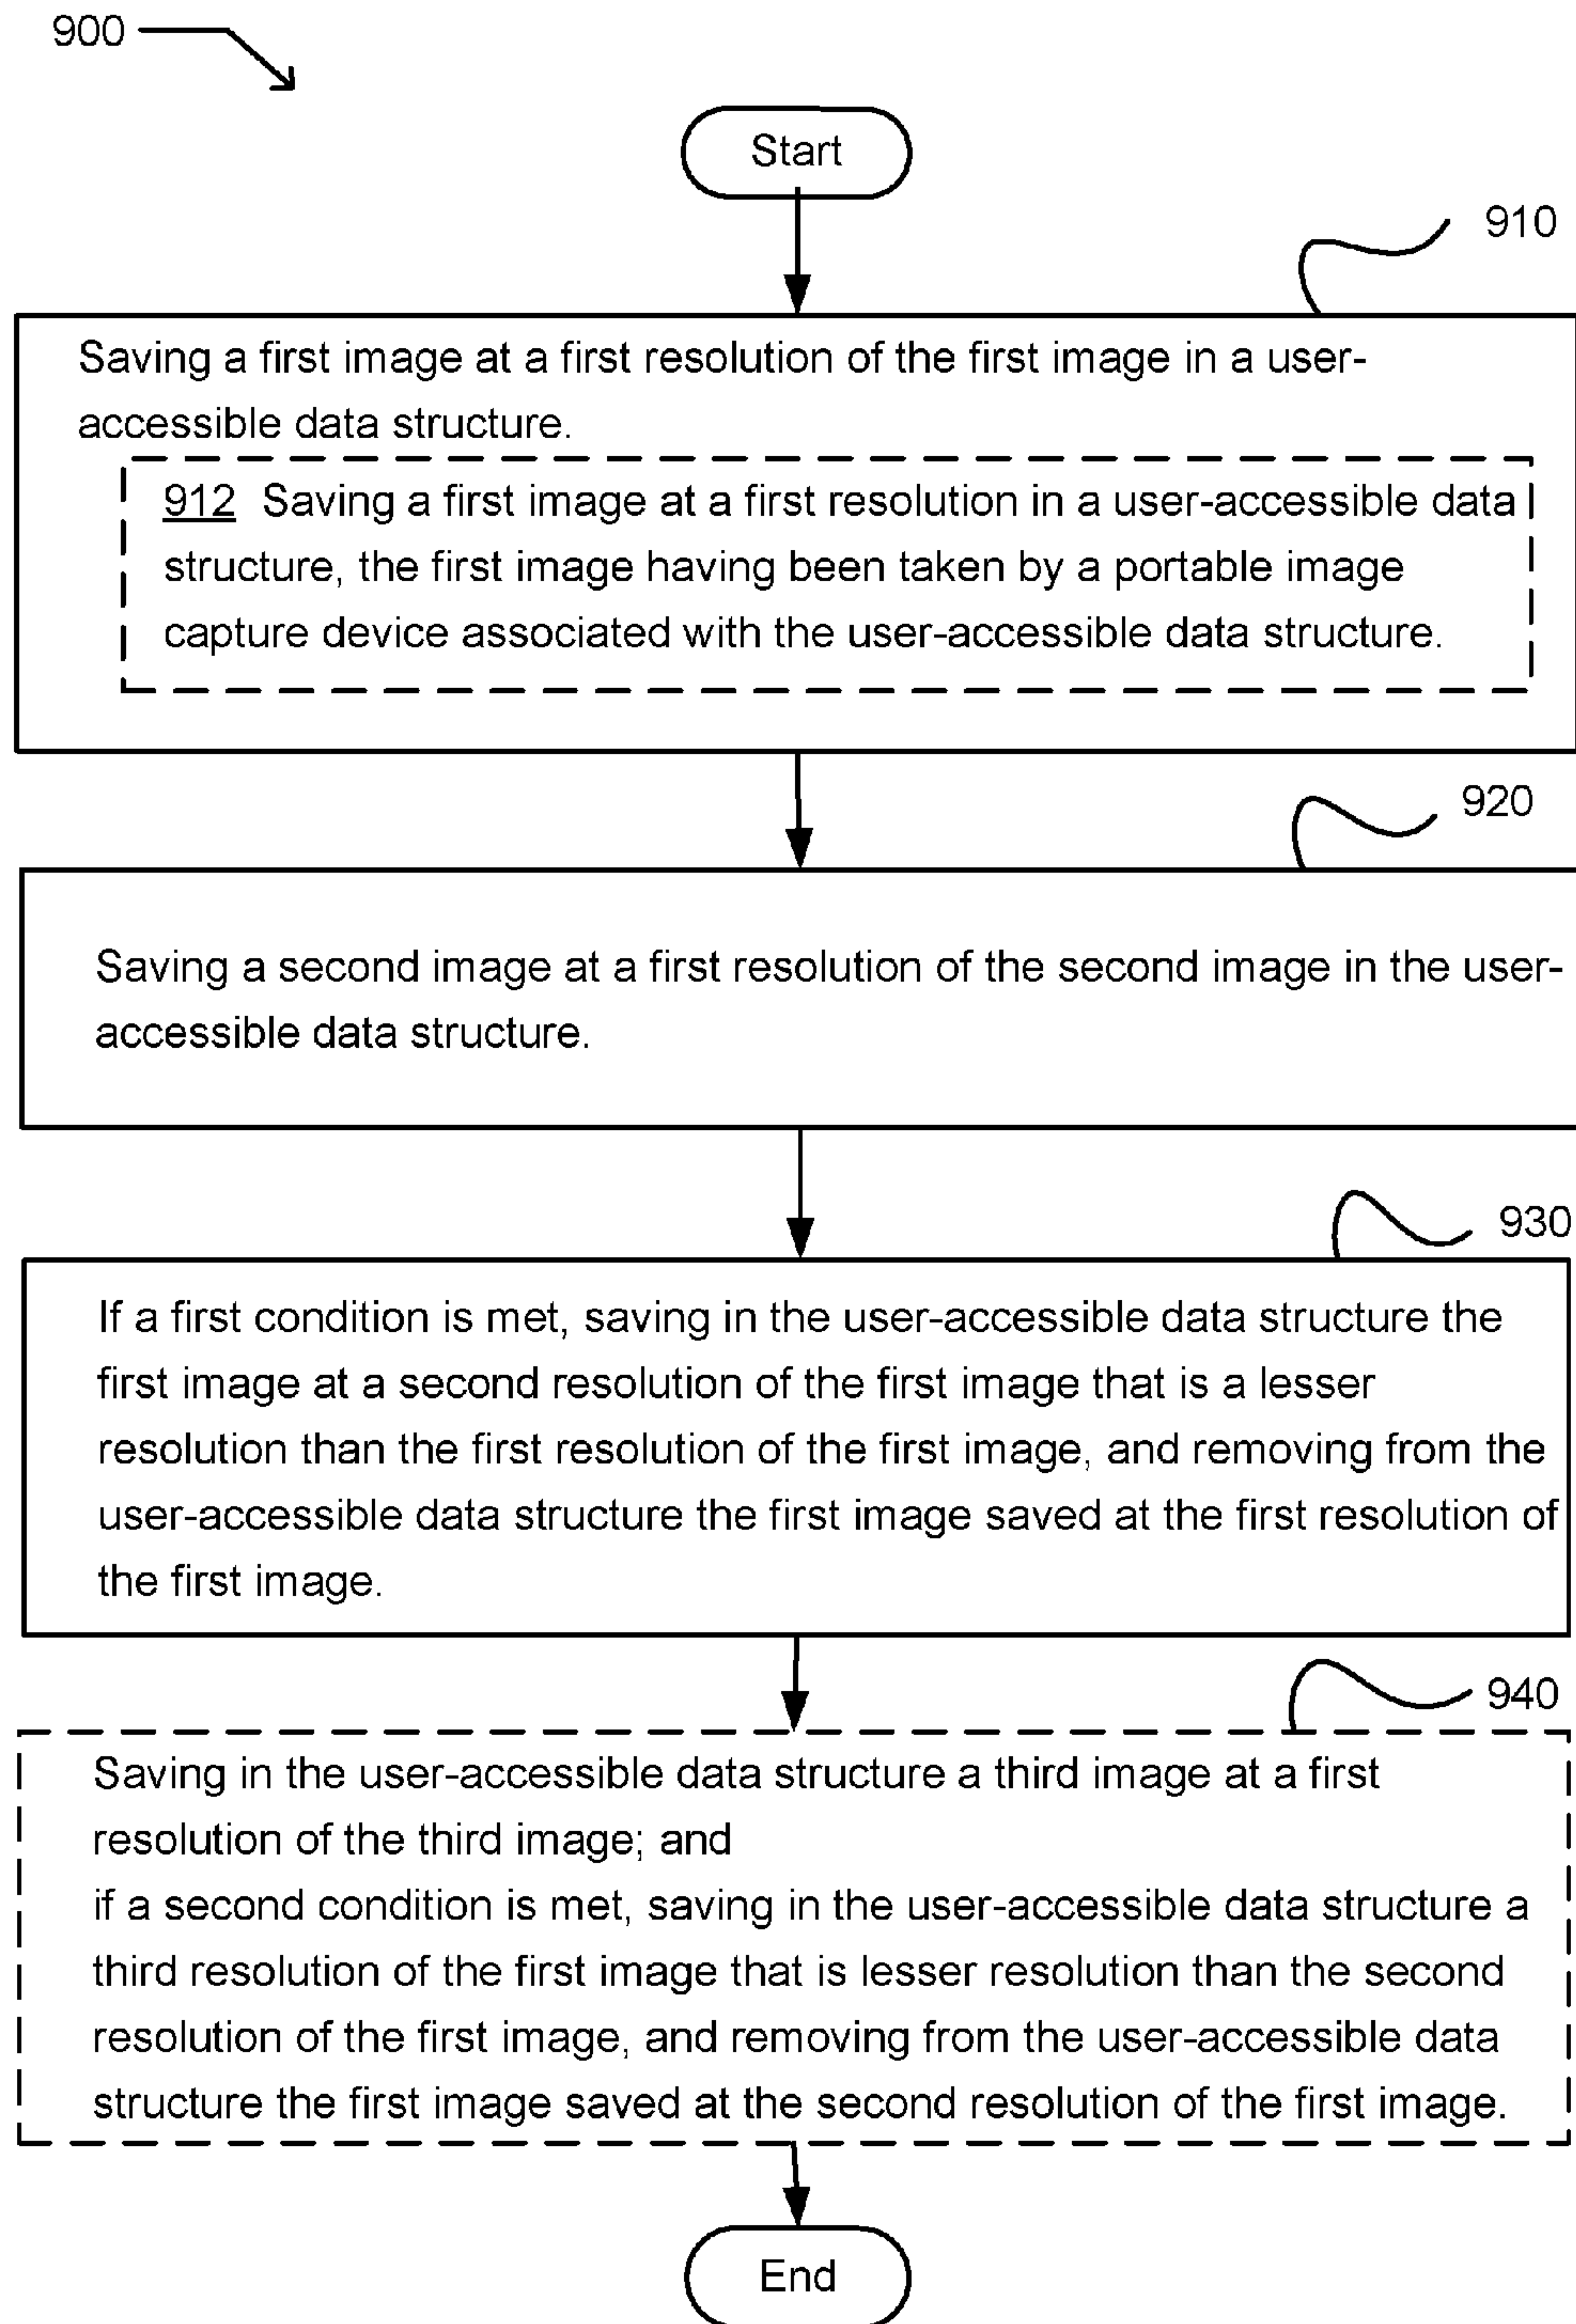 900
Start
910
Saving a first image at a first resolution of the first image in a user-
accessible data structure.
912 Saving a first image at a first resolution in a user-accessible data
structure, the first image having been taken by a portable image
capture device associated with the user-accessible data structure.
920
Saving a second image at a first resolution of the second image in the user-
accessible data structure.
930
If a first condition is met, saving in the user-accessible data structure the
first image at a second resolution of the first image that is a lesser
resolution than the first resolution of the first image, and removing from the
user-accessible data structure the first image saved at the first resolution of
the first image.
940
Saving in the user-accessible data structure a third image at a first
resolution of the third image; and
if a second condition is met, saving in the user-accessible data structure a
third resolution of the first image that is lesser resolution than the second
resolution of the first image, and removing from the user-accessible data
structure the first image saved at the second resolution of the first image.
End